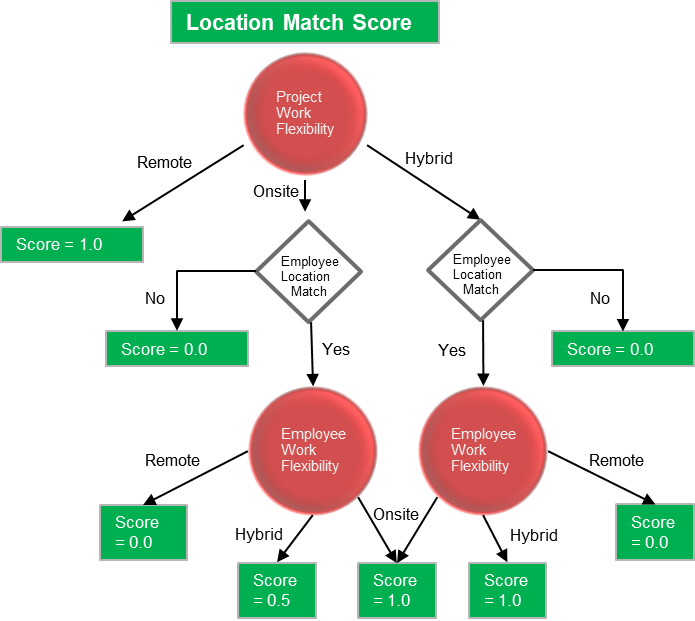 Location Match Score
Project
Work
Flexibility
Remote
Onsite
Hybrid
Score = 1.0
Employee
Location
Match
Employee
Location
Match
No
No
Score = 0.0
Score = 0.0
Yes
Yes
Employee
Work
Flexibility
Employee
Work
Flexibility
Remote
Remote
Score
= 0.0
Hybrid
Onsite
Hybrid
Score
= 0.0
Score
= 0.5
Score
= 1.0
Score
= 1.0